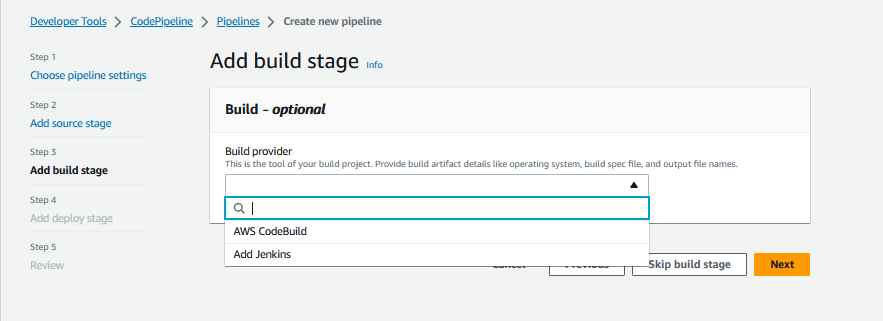 Developer Tools > CodePipeline > Pipelines > Create new pipeline
Step 1
Choose pipeline settings
Step 2
Add source stage
Step 3
Add build stage
Step 4
Add deploy stage
Step 5
Review
Add build stage Info
Build – optional
Build provider
This is the tool of your build project. Provide build artifact details like operating system, build spec file, and output file names.
AWS CodeBuild
Add Jenkins
Cancel Previous Skip build stage Next